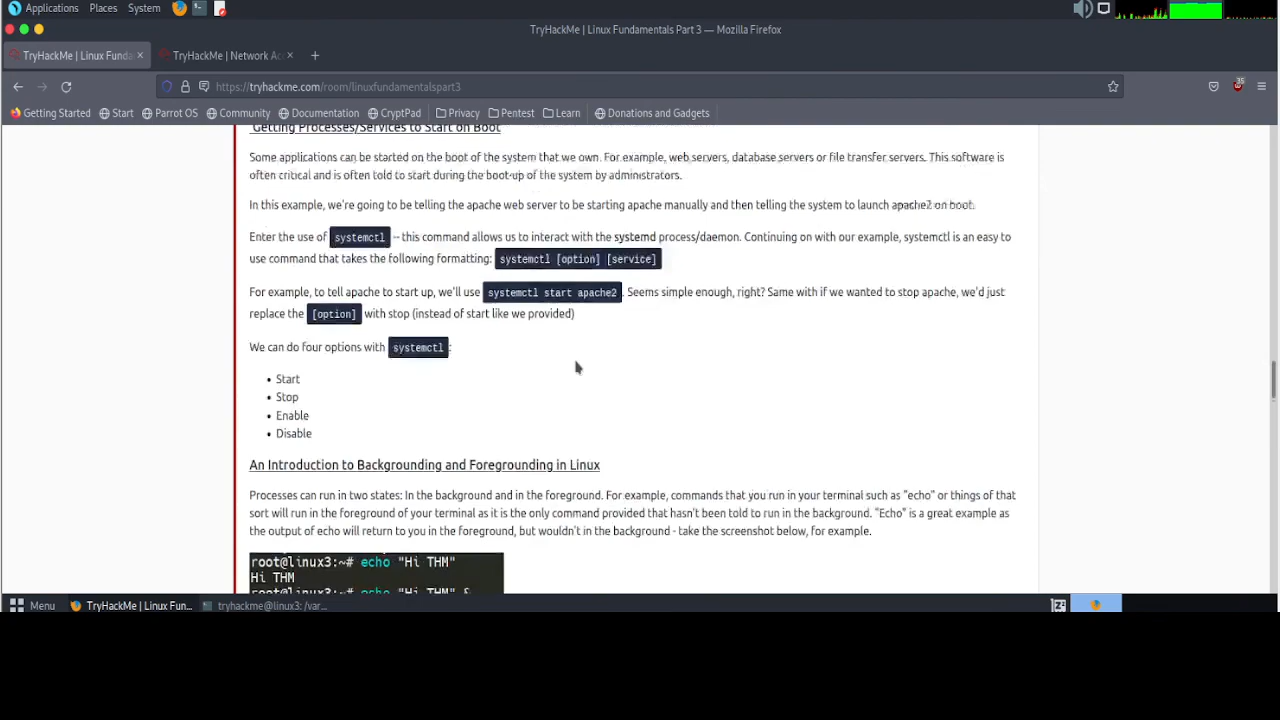 Applications Places System
TryHackMe | Linux Fundamentals Part 3 — Mozilla Firefox
TryHackMe | Linux Funda × TryHackMe | Network Ac × +
https://tryhackme.com/room/linuxfundamentalspart3 35
Getting Started Start Parrot OS Community Documentation CryptPad Privacy Pentest Learn Donations and Gadgets
Getting Processes/Services to Start on Boot
Some applications can be started on the boot of the system that we own. For example, web servers, database servers or file transfer servers. This software is
often critical and is often told to start during the boot-up of the system by administrators.
In this example, we're going to be telling the apache web server to be starting apache manually and then telling the system to launch apache2 on boot.
Enter the use of systemctl -- this command allows us to interact with the systemd process/daemon. Continuing on with our example, systemctl is an easy to
use command that takes the following formatting: systemctl [option] [service]
For example, to tell apache to start up, we'll use systemctl start apache2. Seems simple enough, right? Same with if we wanted to stop apache, we'd just
replace the [option] with stop (instead of start like we provided)
We can do four options with systemctl:
• Start
• Stop
• Enable
• Disable
An Introduction to Backgrounding and Foregrounding in Linux
Processes can run in two states: In the background and in the foreground. For example, commands that you run in your terminal such as "echo" or things of that
sort will run in the foreground of your terminal as it is the only command provided that hasn't been told to run in the background. "Echo" is a great example as
the output of echo will return to you in the foreground, but wouldn't in the background - take the screenshot below, for example.
root@linux3:~# echo "Hi THM"
Hi THM
root@linux3:~# echo "Hi THM" &
Menu TryHackMe | Linux Fun... tryhackme@linux3: /var...